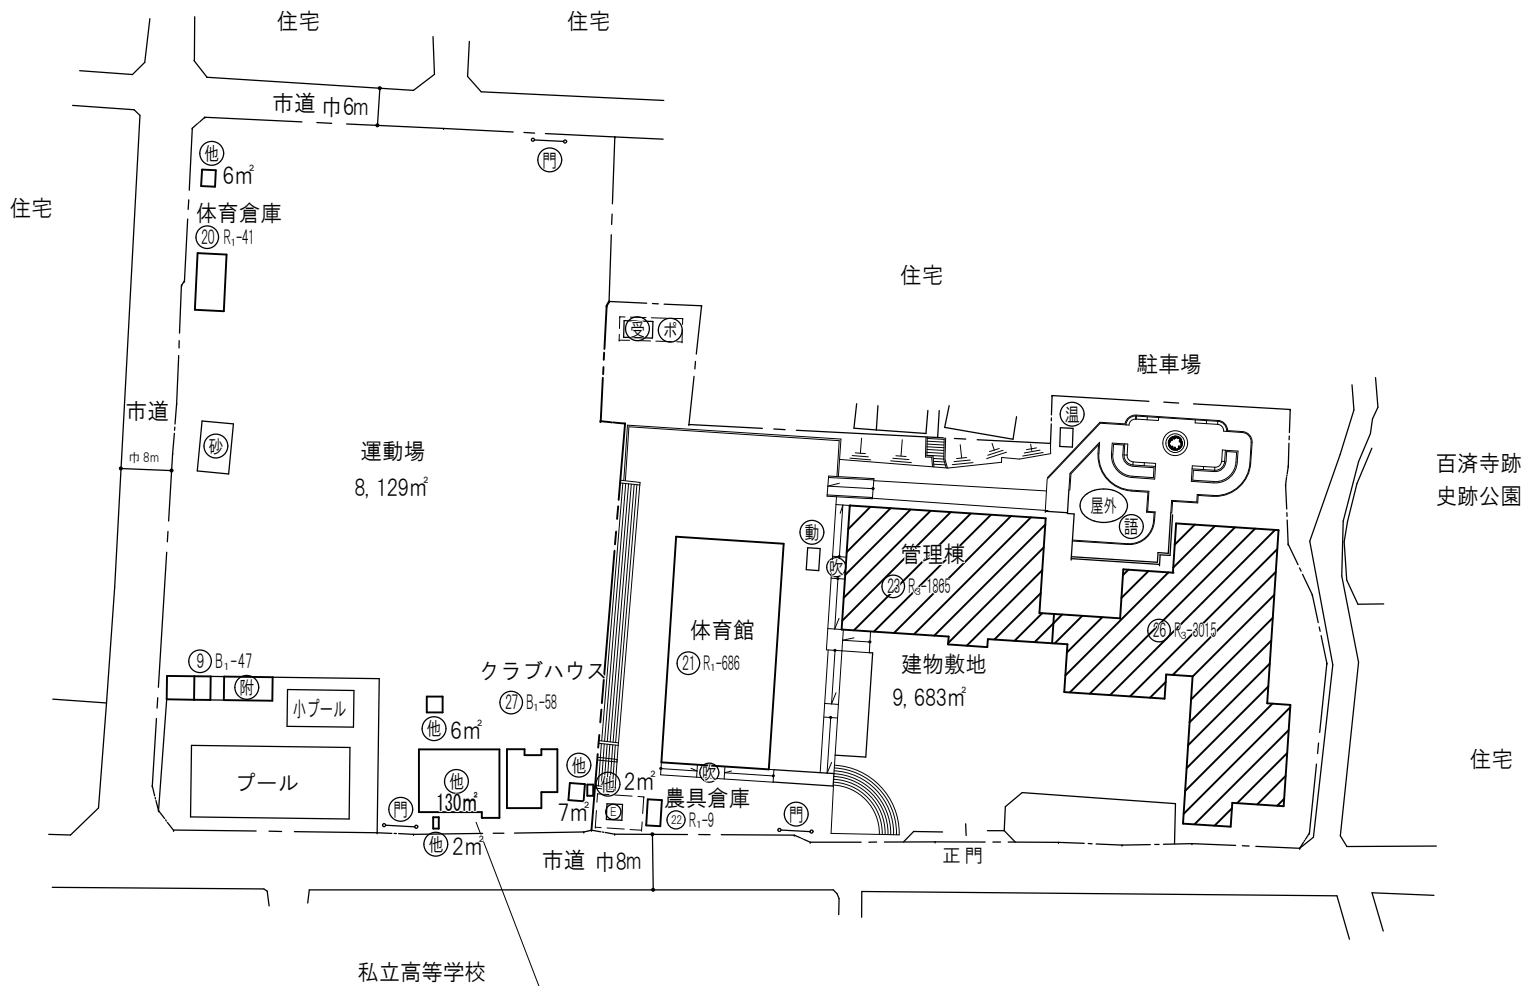 住宅
住宅
市道 巾6m
他
6㎡
門
住宅
体育倉庫
⑳ R₁-41
住宅
受 ポ
駐車場
市道
巾8m
砂
運動場
8,129㎡
温
百済寺跡
史跡公園
屋外
語
動
吹
管理棟
㉓ R₃-1865
体育館
㉑ R₁-686
㉖ R₃-3015
⑨ B₁-47
附
小プール
クラブハウス
㉗ B₁-58
建物敷地
9,683㎡
他 6㎡
プール
他
130㎡
他
7㎡
他 2㎡
吹
農具倉庫
㉒ R₁-9
E
門
門
他 2㎡
市道 巾8m
正門
住宅
私立高等学校